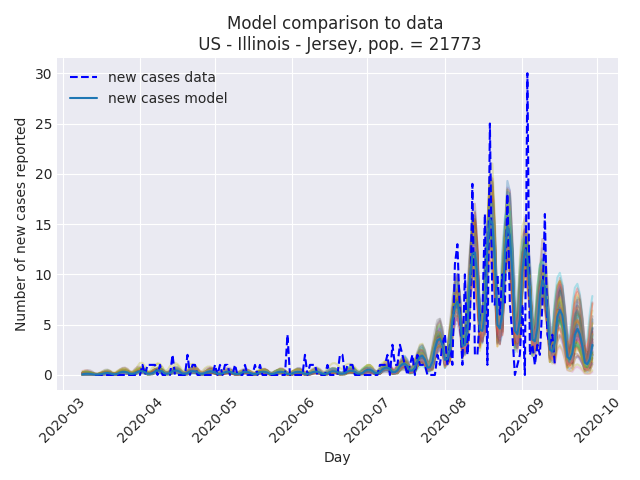 Model comparison to data
US - Illinois - Jersey, pop. = 21773
new cases data
new cases model
Number of new cases reported
30
25
20
15
10
5
0
2020-03
2020-04
2020-05
2020-06
2020-07
2020-08
2020-09
2020-10
Day